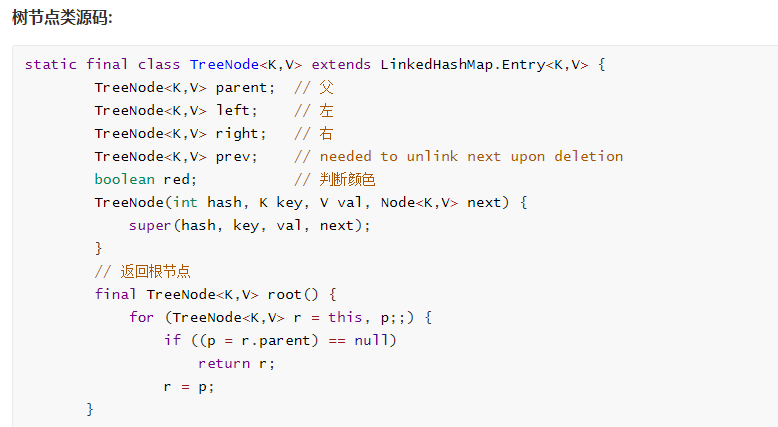 树节点类源码:
static final class TreeNode<K,V> extends LinkedHashMap.Entry<K,V> {
        TreeNode<K,V> parent;  // 父
        TreeNode<K,V> left;    // 左
        TreeNode<K,V> right;   // 右
        TreeNode<K,V> prev;    // needed to unlink next upon deletion
        boolean red;           // 判断颜色
        TreeNode(int hash, K key, V val, Node<K,V> next) {
            super(hash, key, val, next);
        }
        // 返回根节点
        final TreeNode<K,V> root() {
            for (TreeNode<K,V> r = this, p;;) {
                if ((p = r.parent) == null)
                    return r;
                r = p;
       }